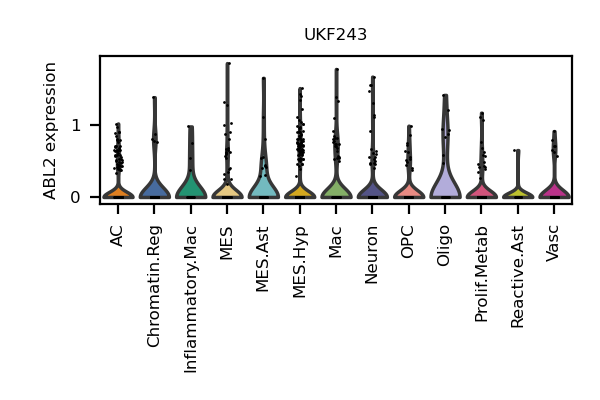 UKF243
ABL2 expression
1
0
AC
Chromatin.Reg
Inflammatory.Mac
MES
MES.Ast
MES.Hyp
Mac
Neuron
OPC
Oligo
Prolif.Metab
Reactive.Ast
Vasc